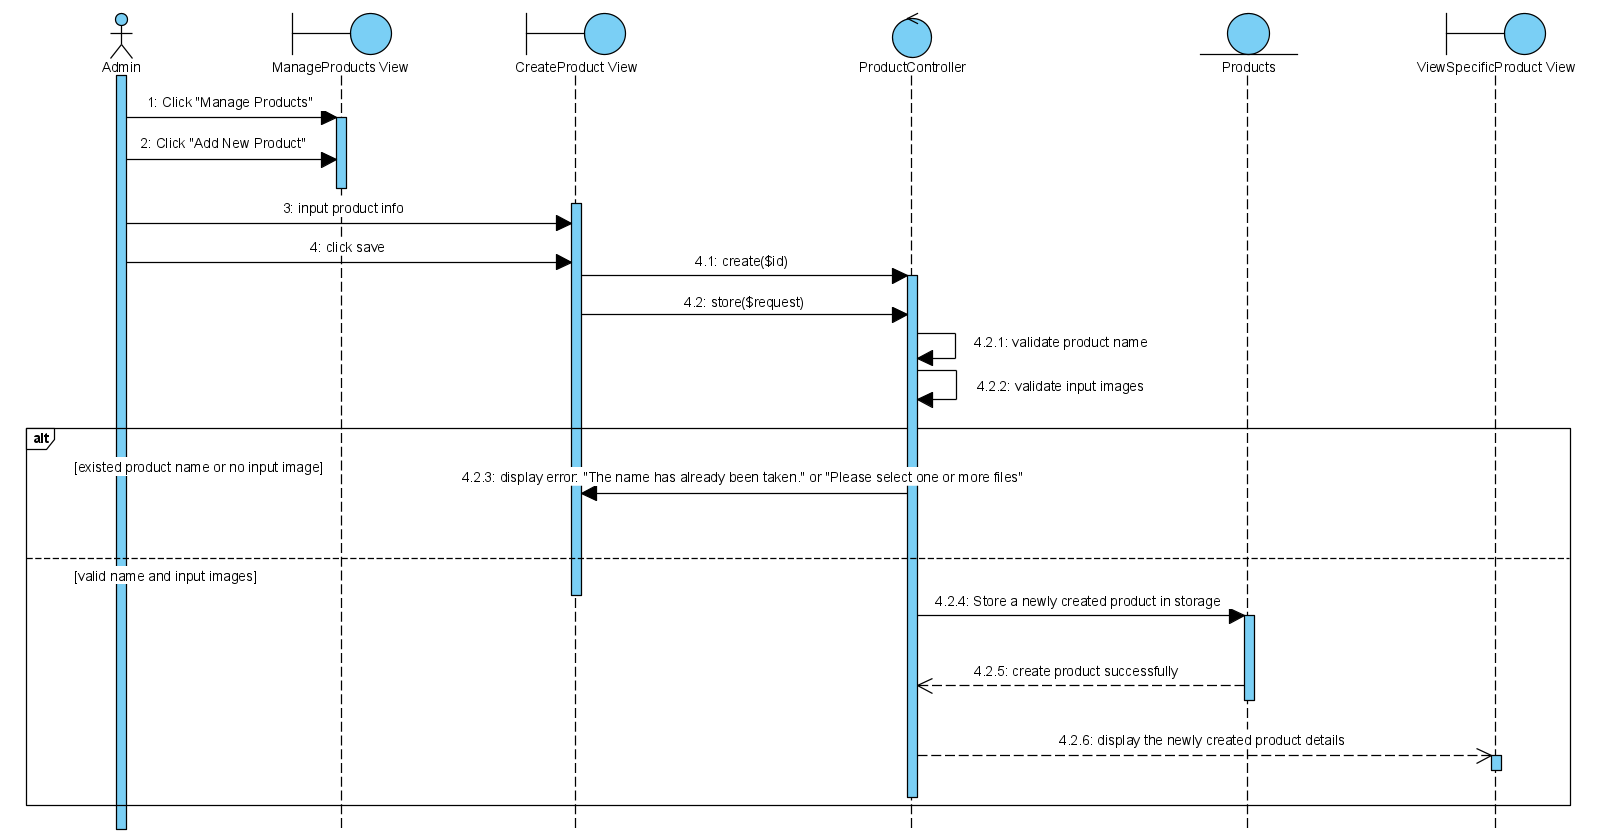 Admin
ManageProducts View
CreateProduct View
ProductController
Products
ViewSpecificProduct View
1: Click "Manage Products"
2: Click "Add New Product"
3: input product info
4: click save
4.1: create($id)
4.2: store($request)
4.2.1: validate product name
4.2.2: validate input images
alt
[existed product name or no input image]
4.2.3: display error: "The name has already been taken." or "Please select one or more files"
[valid name and input images]
4.2.4: Store a newly created product in storage
4.2.5: create product successfully
4.2.6: display the newly created product details